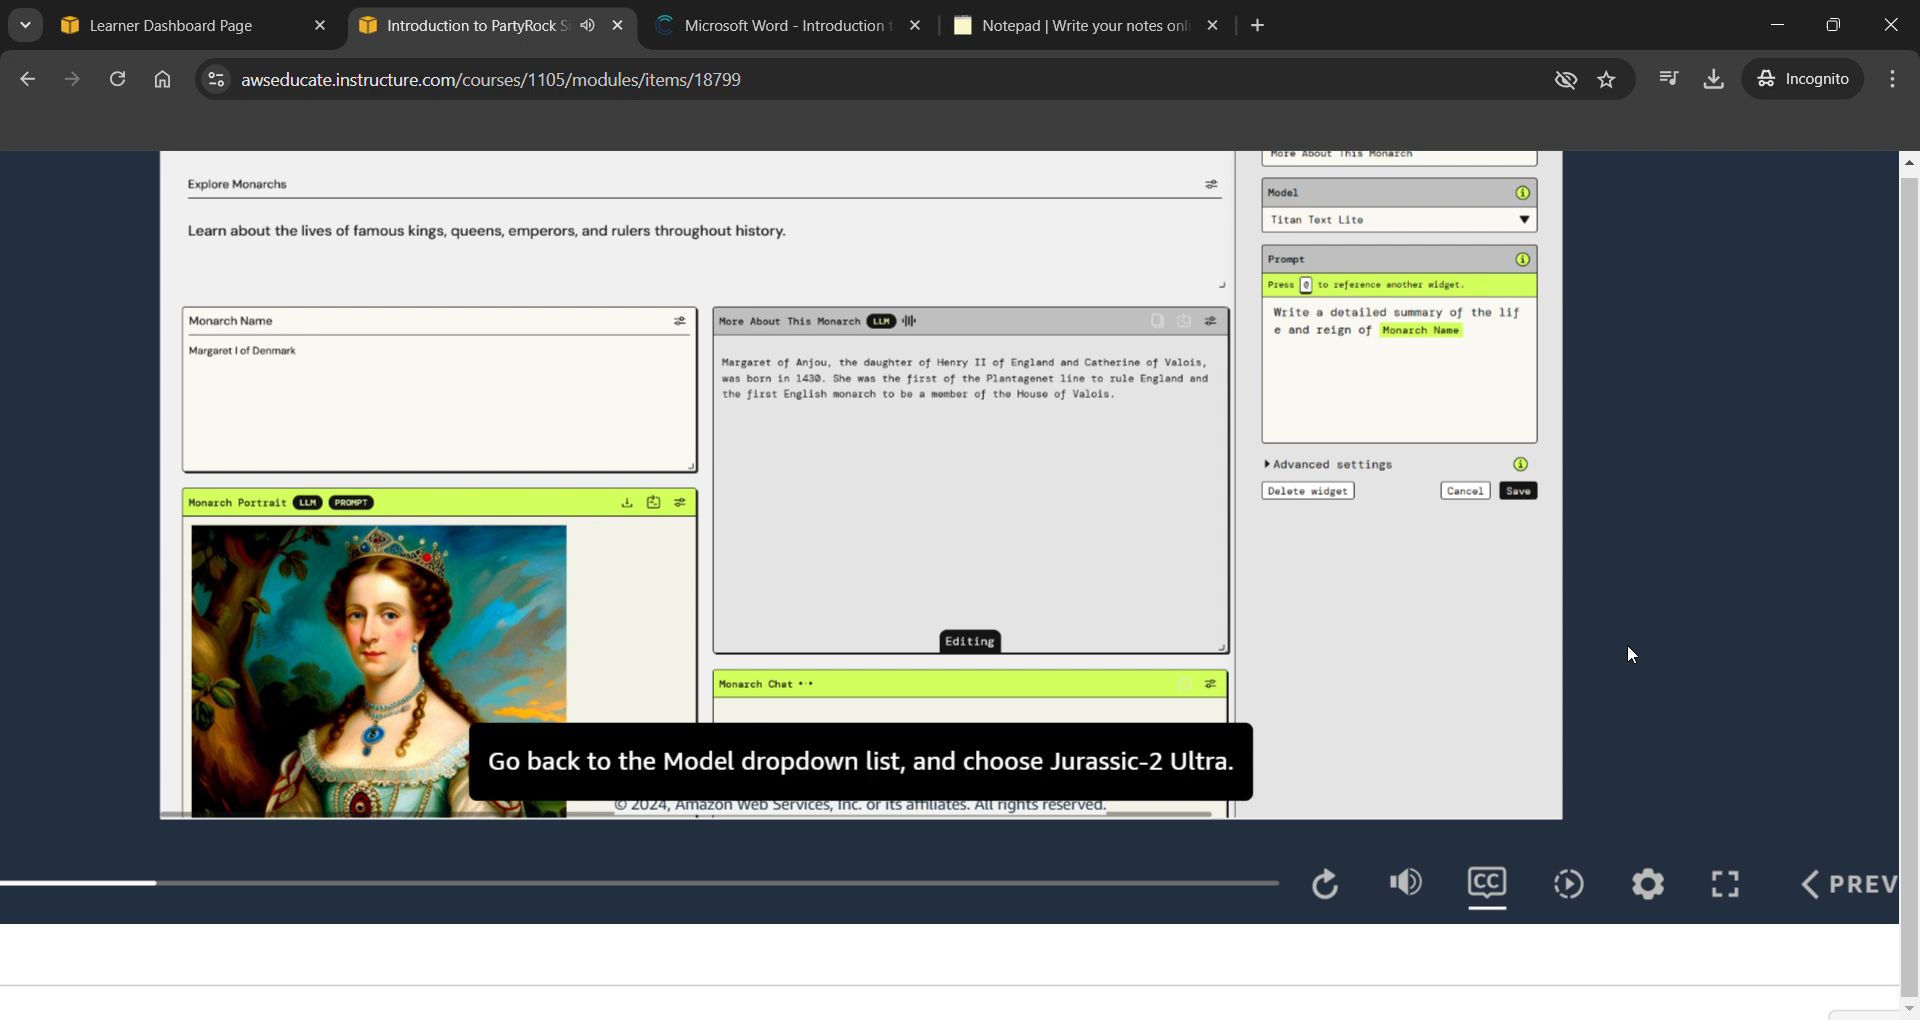 Learner Dashboard Page
Introduction to PartyRock S
Microsoft Word - Introduction t
Notepad | Write your notes onli
awseducate.instructure.com/courses/1105/modules/items/18799
Incognito
Explore Monarchs
Learn about the lives of famous kings, queens, emperors, and rulers throughout history.
Monarch Name
Margaret I of Denmark
Monarch Portrait LLM PROMPT
More About This Monarch LLM
Margaret of Anjou, the daughter of Henry II of England and Catherine of Valois,
was born in 1430. She was the first of the Plantagenet line to rule England and
the first English monarch to be a member of the House of Valois.
Editing
Monarch Chat
More About This Monarch
Model
Titan Text Lite
Prompt
Press @ to reference another widget.
Write a detailed summary of the lif
e and reign of Monarch Name
Advanced settings
Delete widget Cancel Save
Go back to the Model dropdown list, and choose Jurassic-2 Ultra.
© 2024, Amazon Web Services, Inc. or its affiliates. All rights reserved.
CC
PREV